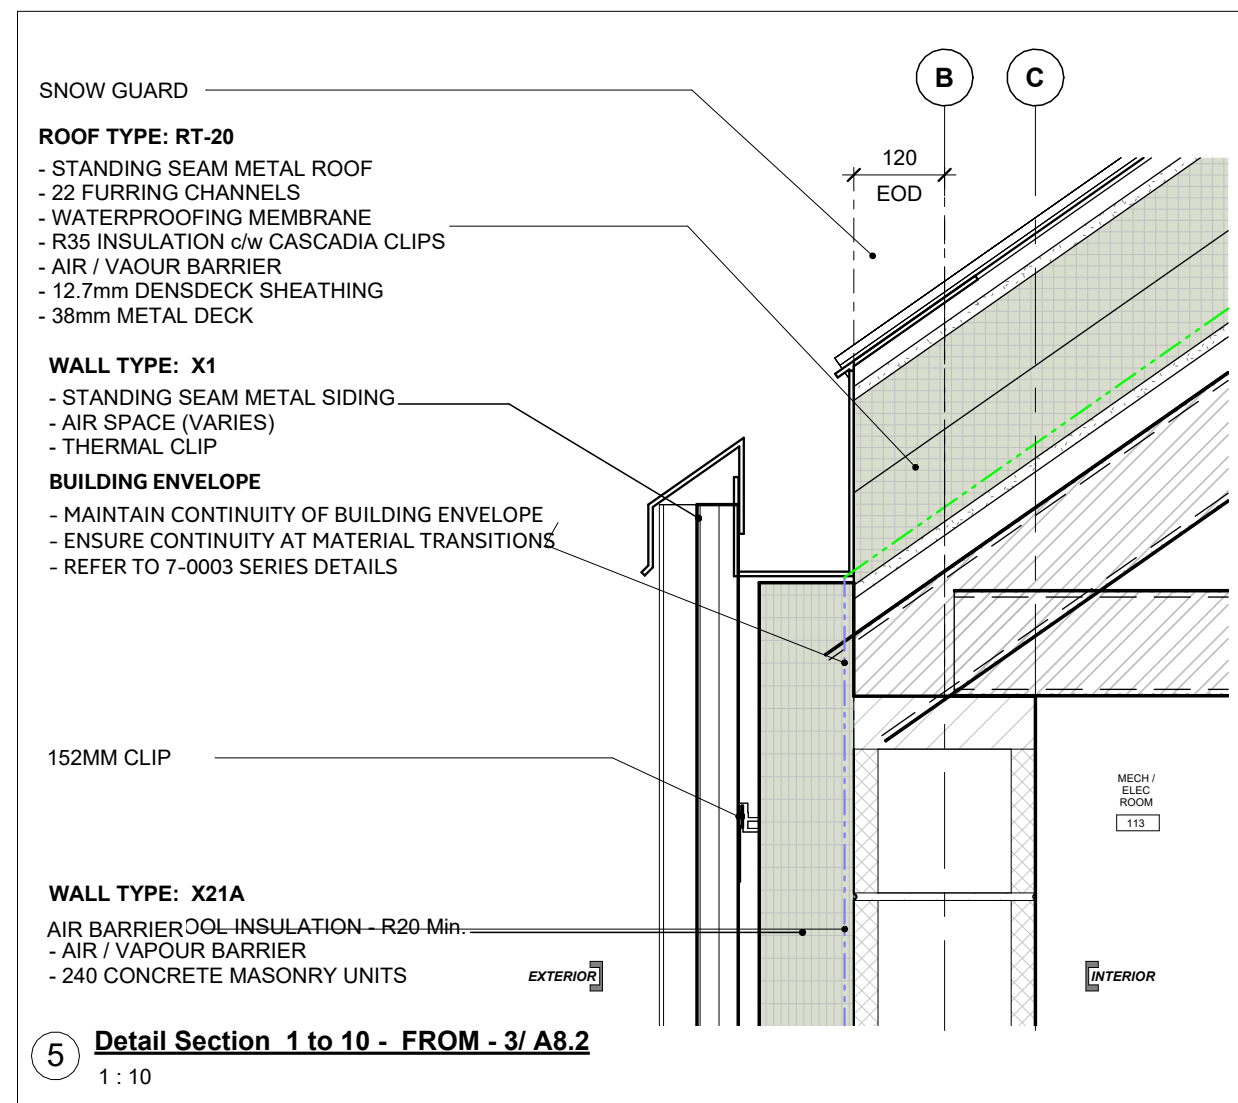 SNOW GUARD
ROOF TYPE: RT-20
- STANDING SEAM METAL ROOF
- 22 FURRING CHANNELS
- WATERPROOFING MEMBRANE
- R35 INSULATION c/w CASCADIA CLIPS
- AIR / VAOUR BARRIER
- 12.7mm DENSDECK SHEATHING
- 38mm METAL DECK
WALL TYPE: X1
- STANDING SEAM METAL SIDING
- AIR SPACE (VARIES)
- THERMAL CLIP
BUILDING ENVELOPE
- MAINTAIN CONTINUITY OF BUILDING ENVELOPE
- ENSURE CONTINUITY AT MATERIAL TRANSITIONS
- REFER TO 7-0003 SERIES DETAILS
152MM CLIP
WALL TYPE: X21A
AIR BARRIER
INSULATION - R20 Min.
- AIR / VAPOUR BARRIER
- 240 CONCRETE MASONRY UNITS
B
C
120
EOD
MECH /
ELEC
ROOM
113
EXTERIOR
INTERIOR
5
Detail Section 1 to 10 - FROM - 3/ A8.2
1 : 10